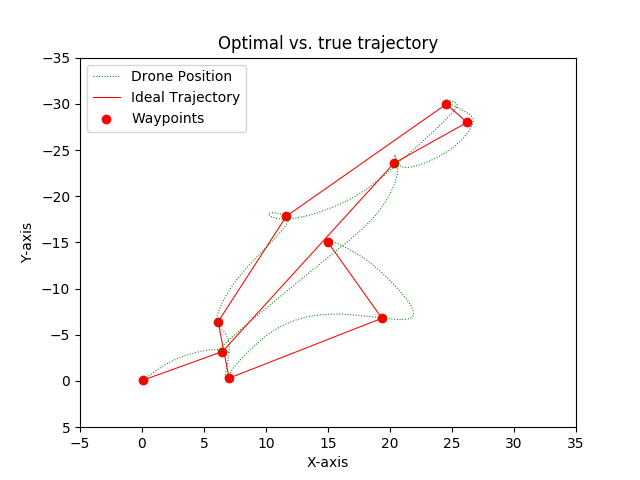 Optimal vs. true trajectory
Drone Position
Ideal Trajectory
Waypoints
−35
−30
−25
−20
−15
−10
−5
0
5
Y-axis
−5 0 5 10 15 20 25 30 35
X-axis